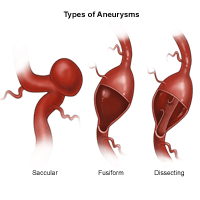 Types of Aneurysms
Saccular Fusiform Dissecting